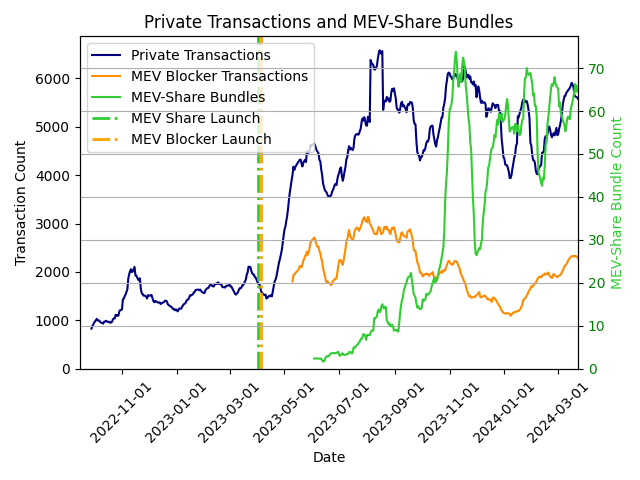 Private Transactions and MEV-Share Bundles
Private Transactions
MEV Blocker Transactions
MEV-Share Bundles
MEV Share Launch
MEV Blocker Launch
Transaction Count
6000
5000
4000
3000
2000
1000
0
70
60
50
40
30
20
10
0
MEV-Share Bundle Count
2022-11-01
2023-01-01
2023-03-01
2023-05-01
2023-07-01
2023-09-01
2023-11-01
2024-01-01
2024-03-01
Date